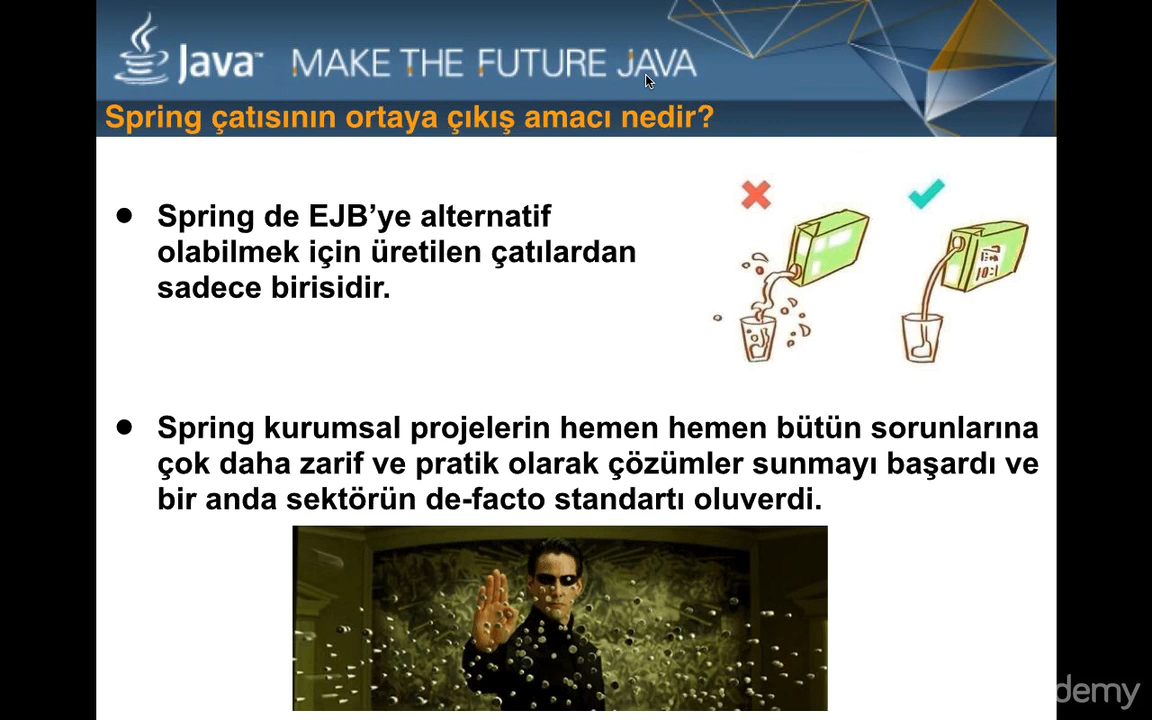 Java™ MAKE THE FUTURE JAVA
Spring çatısının ortaya çıkış amacı nedir?
Spring de EJB’ye alternatif
olabilmek için üretilen çatılardan
sadece birisidir.
Spring kurumsal projelerin hemen hemen bütün sorunlarına
çok daha zarif ve pratik olarak çözümler sunmayı başardı ve
bir anda sektörün de-facto standartı oluverdi.
demy